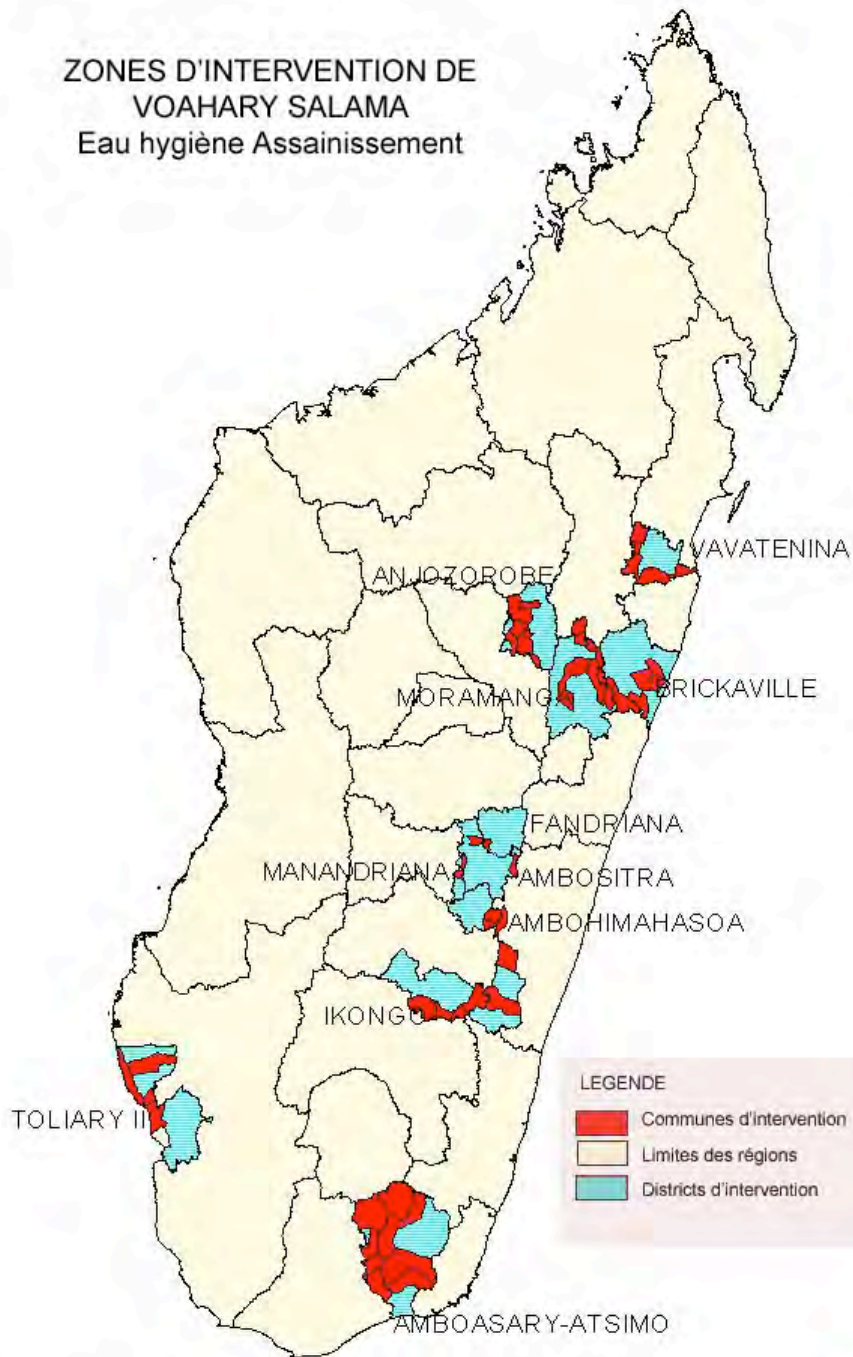 ZONES D'INTERVENTION DE
VOAHARY SALAMA
Eau hygiène Assainissement
VAVATENINA
ANJOZOROBE
MORAMANG
BRICKAVILLE
FANDRIANA
MANANDRIANA
AMBOSITRA
AMBOHIMAHASOA
IKONGO
TOLIARY II
AMBOASARY-ATSIMO
LEGENDE
Communes d'intervention
Limites des régions
Districts d'intervention